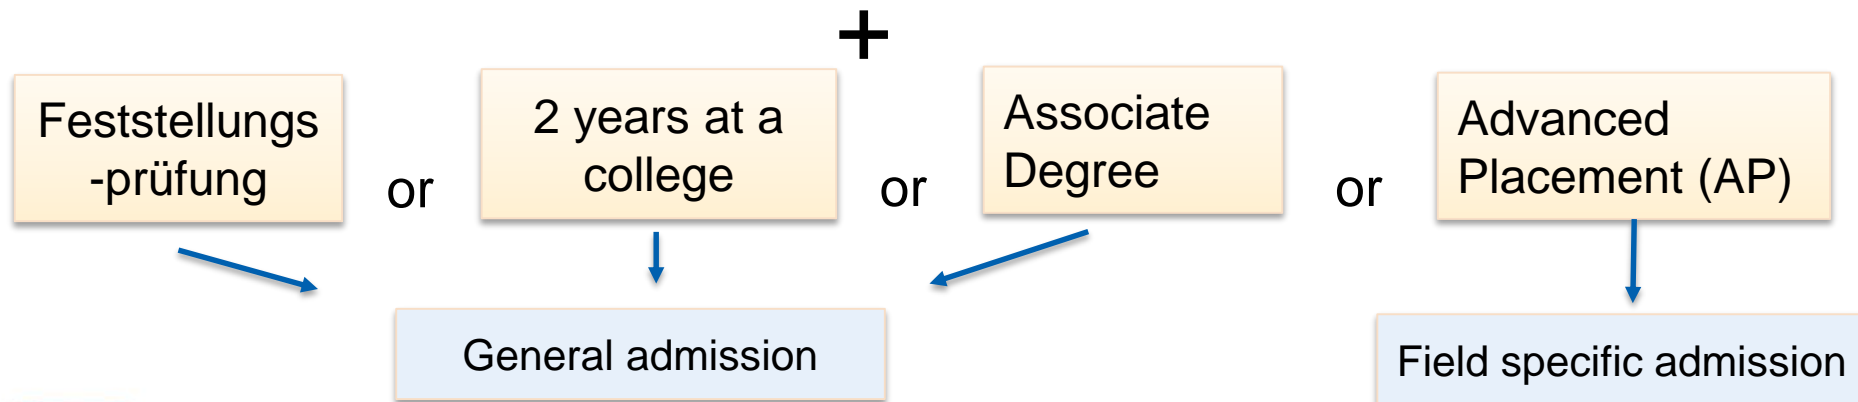 +
Feststellungs
-prüfung
or
2 years at a
college
or
Associate
Degree
or
Advanced
Placement (AP)
General admission
Field specific admission